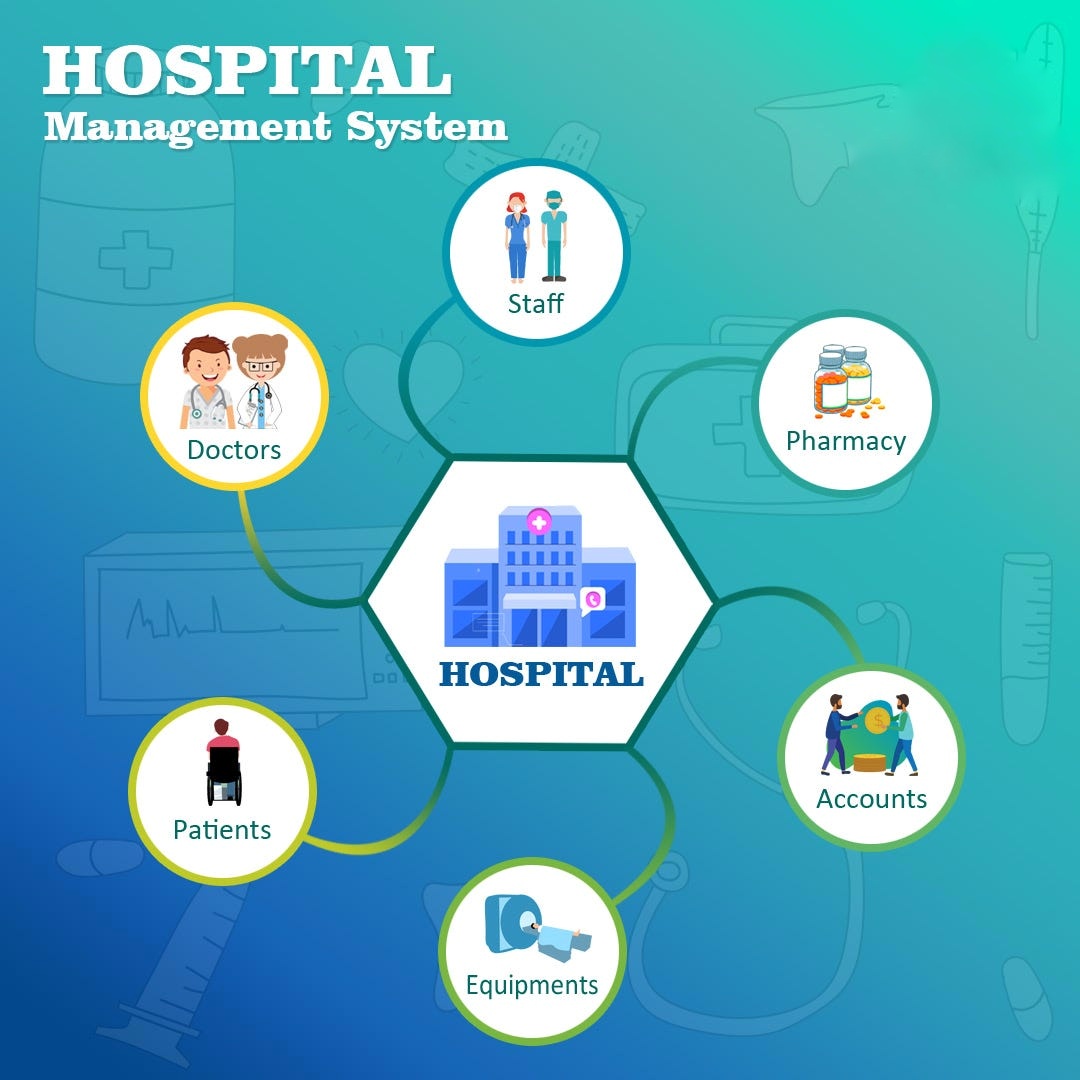 HOSPITAL
Management System
Staff
Doctors
Pharmacy
HOSPITAL
Accounts
Patients
Equipments